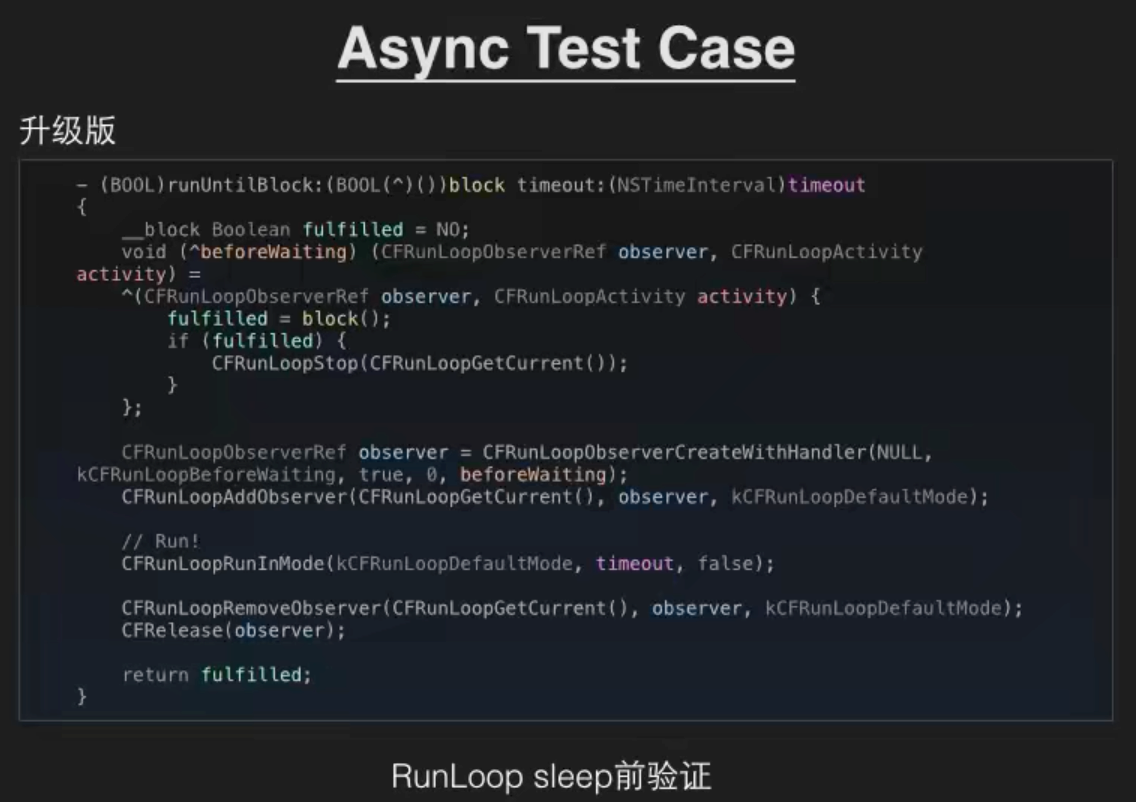 Async Test Case
升级版
- (BOOL)runUntilBlock:(BOOL(^)())block timeout:(NSTimeInterval)timeout
{
__block Boolean fulfilled = NO;
void (^beforeWaiting) (CFRunLoopObserverRef observer, CFRunLoopActivity
activity) =
^(CFRunLoopObserverRef observer, CFRunLoopActivity activity) {
fulfilled = block();
if (fulfilled) {
CFRunLoopStop(CFRunLoopGetCurrent());
}
};
CFRunLoopObserverRef observer = CFRunLoopObserverCreateWithHandler(NULL,
kCFRunLoopBeforeWaiting, true, 0, beforeWaiting);
CFRunLoopAddObserver(CFRunLoopGetCurrent(), observer, kCFRunLoopDefaultMode);
// Run!
CFRunLoopRunInMode(kCFRunLoopDefaultMode, timeout, false);
CFRunLoopRemoveObserver(CFRunLoopGetCurrent(), observer, kCFRunLoopDefaultMode);
CFRelease(observer);
return fulfilled;
}
RunLoop sleep前验证